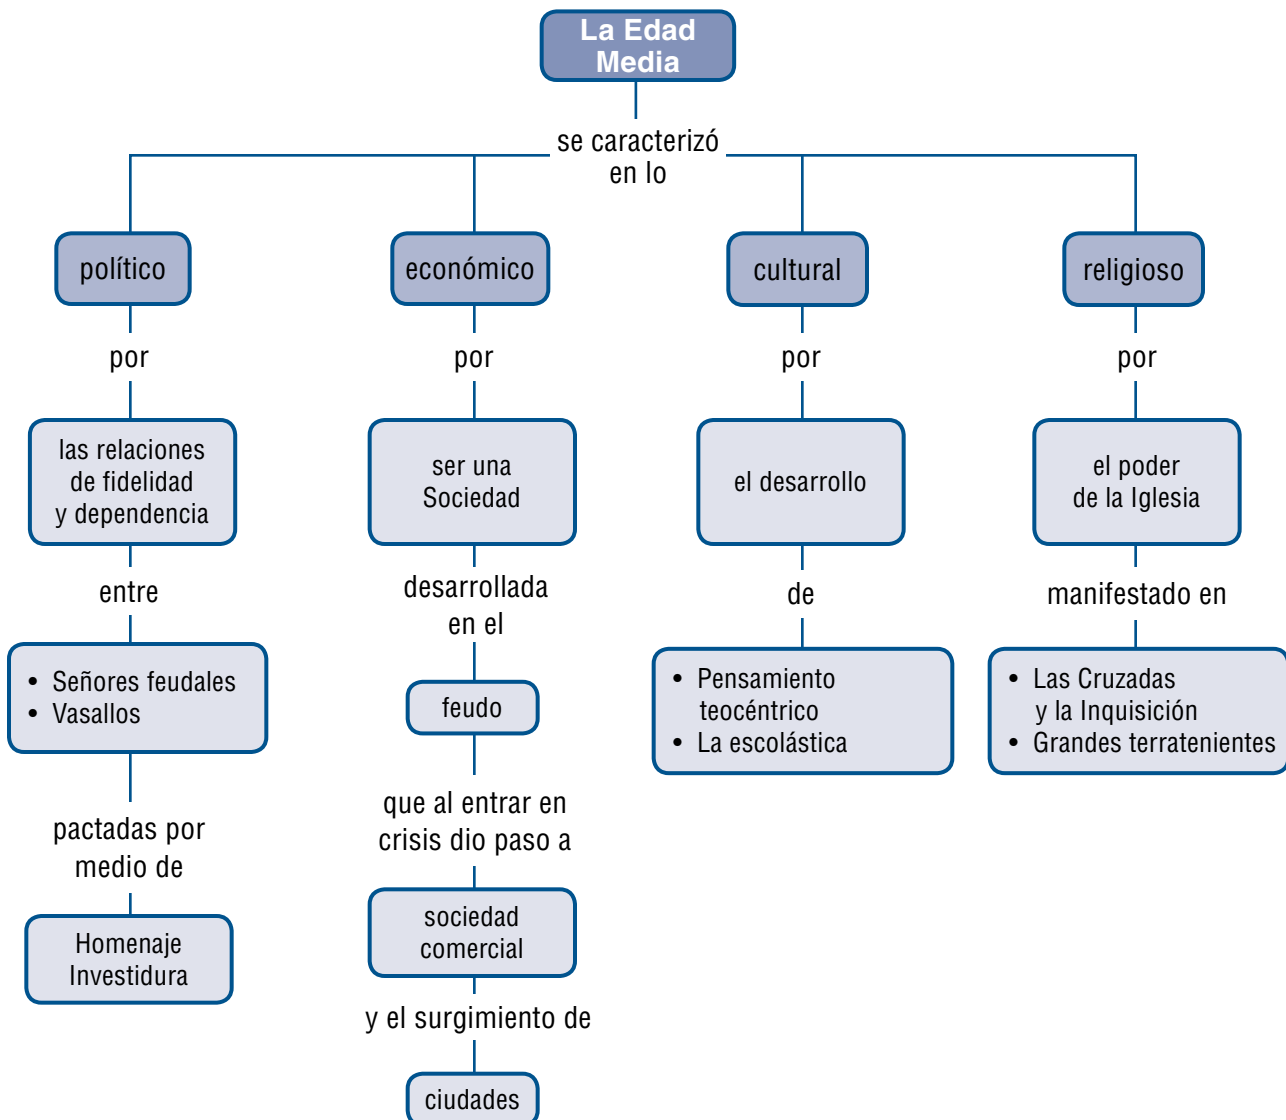 La Edad
Media
se caracterizó
en lo
político
por
las relaciones
de fidelidad
y dependencia
entre
• Señores feudales
• Vasallos
pactadas por
medio de
Homenaje
Investidura
económico
por
ser una
Sociedad
desarrollada
en el
feudo
que al entrar en
crisis dio paso a
sociedad
comercial
y el surgimiento de
ciudades
cultural
por
el desarrollo
de
• Pensamiento
teocéntrico
• La escolástica
religioso
por
el poder
de la Iglesia
manifestado en
• Las Cruzadas
y la Inquisición
• Grandes terratenientes